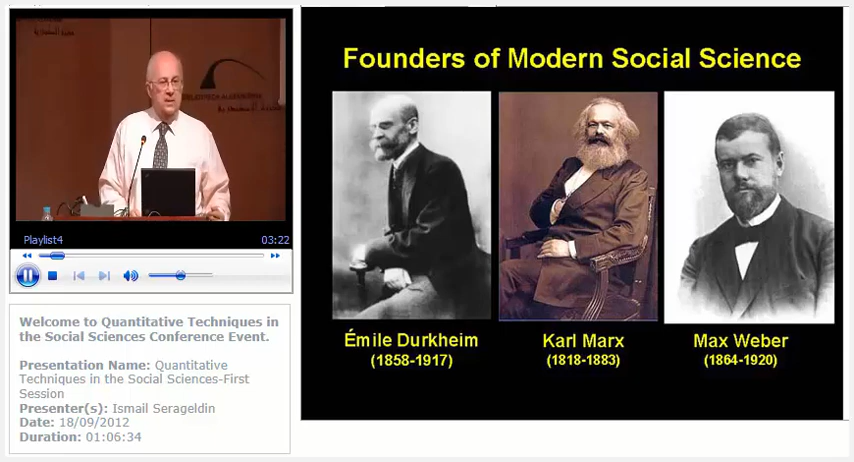 BIBLIOTHECA ALEXANDRINA
Playlist4
03:22
Welcome to Quantitative Techniques in
the Social Sciences Conference Event.
Presentation Name: Quantitative
Techniques in the Social Sciences-First
Session
Presenter(s): Ismail Serageldin
Date: 18/09/2012
Duration: 01:06:34
Founders of Modern Social Science
Émile Durkheim
(1858-1917)
Karl Marx
(1818-1883)
Max Weber
(1864-1920)